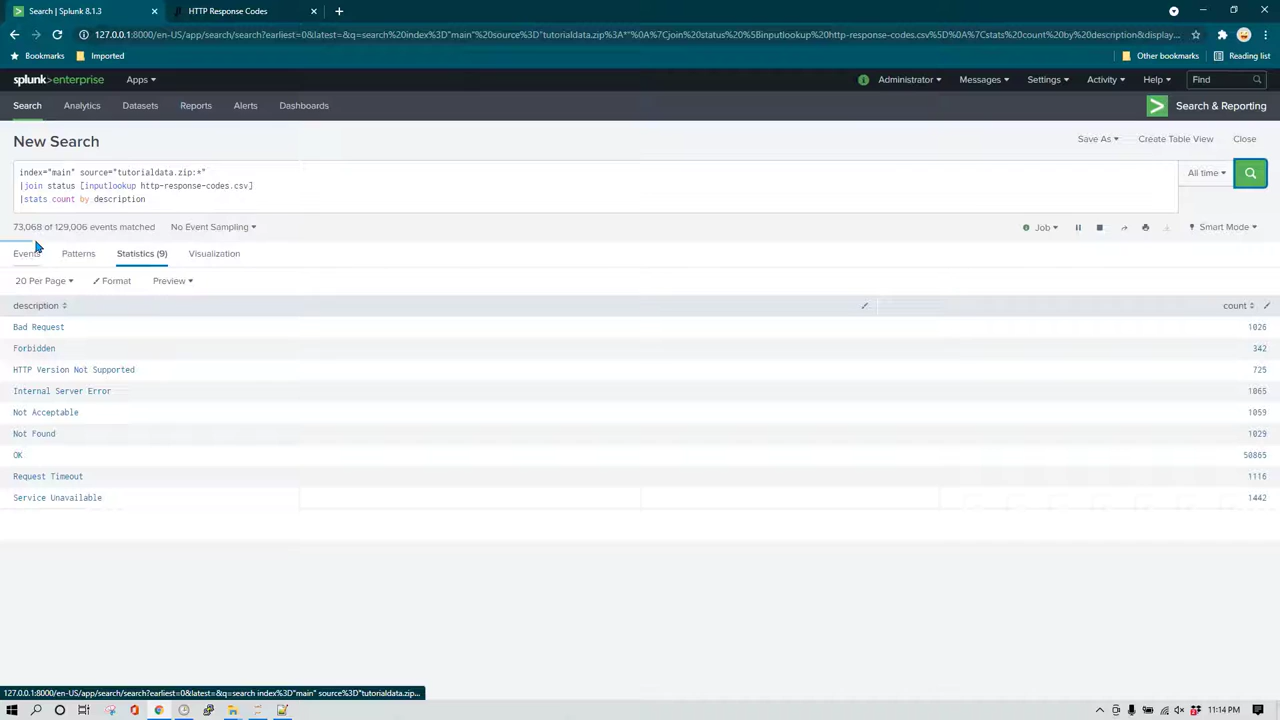 Search | Splunk 8.1.3
HTTP Response Codes
127.0.0.1:8000/en-US/app/search/search?earliest=0&latest=&q=search%20index%3D"main"%20source%3D"tutorialdata.zip%3A*"%0A%7Cjoin%20status%20%5Binputlookup%20http-response-codes.csv%5D%0A%7Cstats%20count%20by%20description&display...
Bookmarks
Imported
Other bookmarks
Reading list
splunk>enterprise
Apps
Administrator
Messages
Settings
Activity
Help
Find
Search
Analytics
Datasets
Reports
Alerts
Dashboards
Search & Reporting
New Search
Save As
Create Table View
Close
index="main" source="tutorialdata.zip:*"
|join status [inputlookup http-response-codes.csv]
|stats count by description
All time
73,068 of 129,006 events matched
No Event Sampling
Job
Smart Mode
Events
Patterns
Statistics (9)
Visualization
20 Per Page
Format
Preview
description
count
Bad Request 1026
Forbidden 342
HTTP Version Not Supported 725
Internal Server Error 1065
Not Acceptable 1059
Not Found 1029
OK 50865
Request Timeout 1116
Service Unavailable 1442
127.0.0.1:8000/en-US/app/search/search?earliest=0&latest=&q=search index%3D"main" source%3D"tutorialdata.zip...
11:14 PM